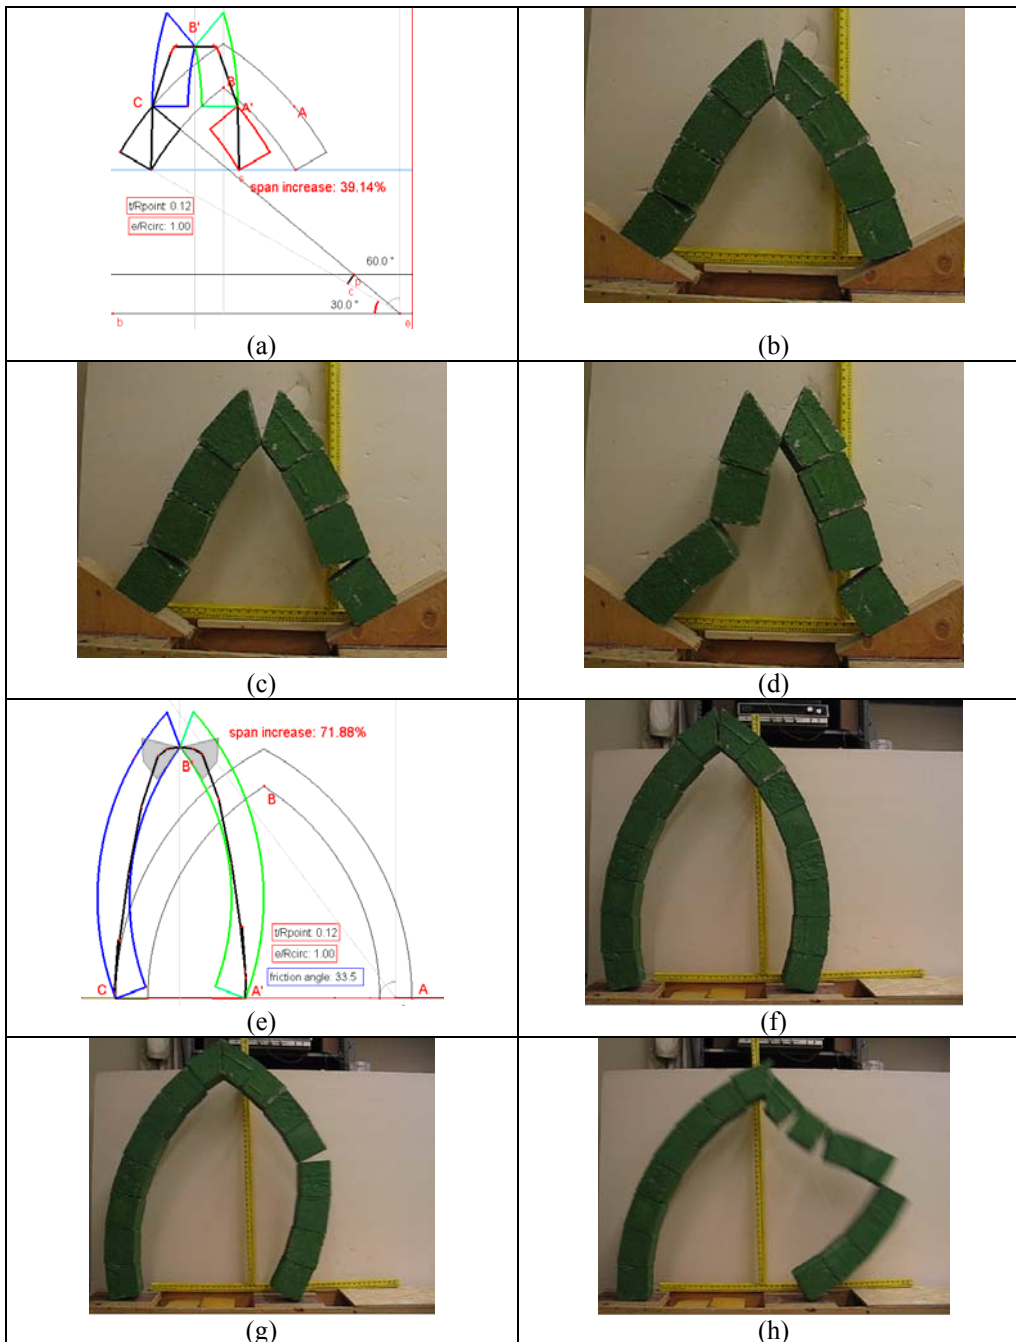 B'
C
B
A'
A
span increase: 39.14%
t/Rpoint: 0.12
e/Rcirc: 1.00
60.0 °
p
c
30.0 °
b
e
(a)
(b)
(c)
(d)
span increase: 71.88%
B'
B
t/Rpoint: 0.12
e/Rcirc: 1.00
friction angle: 33.5
C
A'
A
(e)
(f)
(g)
(h)